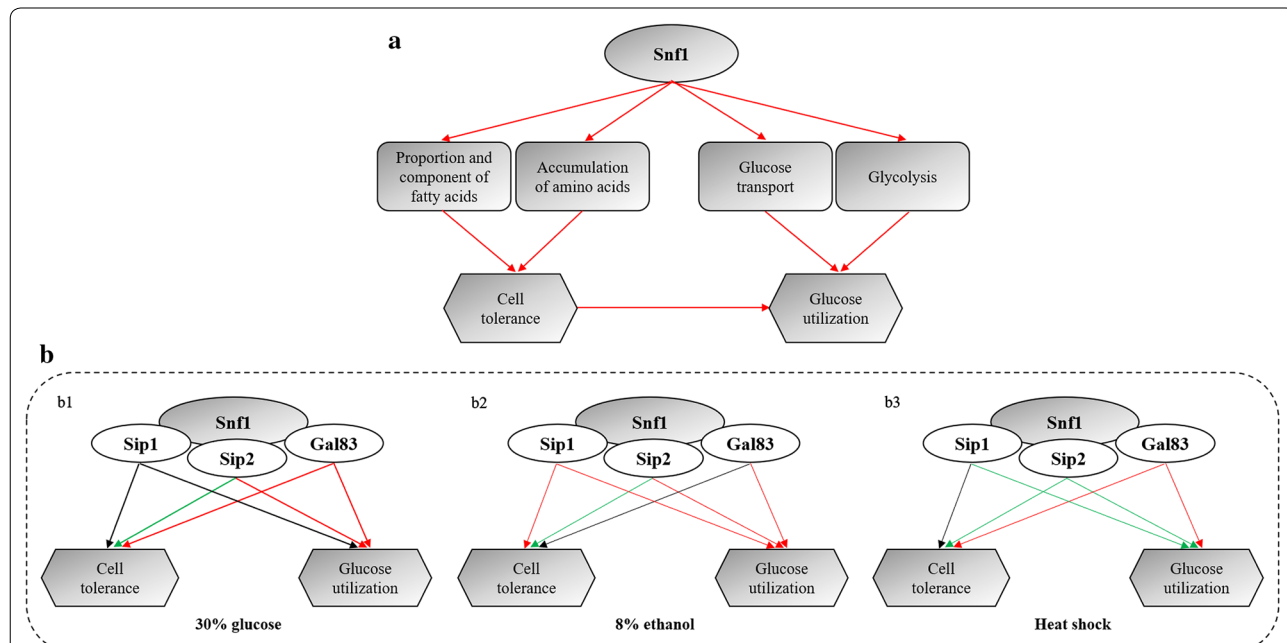 a
Snf1
Proportion and
component of
fatty acids
Accumulation
of amino acids
Glucose
transport
Glycolysis
Cell
tolerance
Glucose
utilization
b
b1
Snf1
Sip1
Sip2
Gal83
Cell
tolerance
Glucose
utilization
30% glucose
b2
Snf1
Sip1
Sip2
Gal83
Cell
tolerance
Glucose
utilization
8% ethanol
b3
Snf1
Sip1
Sip2
Gal83
Cell
tolerance
Glucose
utilization
Heat shock